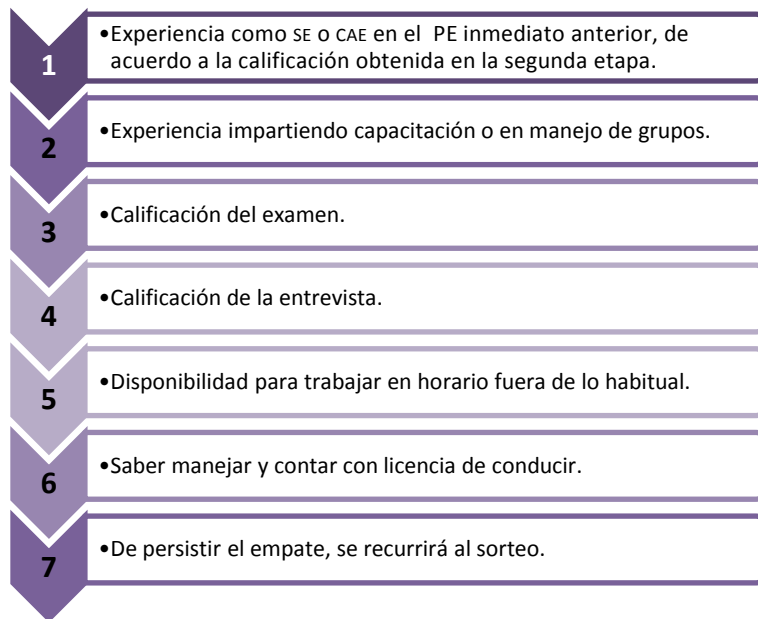 1
•Experiencia como SE o CAE en el PE inmediato anterior, de
acuerdo a la calificación obtenida en la segunda etapa.
2
•Experiencia impartiendo capacitación o en manejo de grupos.
3
•Calificación del examen.
4
•Calificación de la entrevista.
5
•Disponibilidad para trabajar en horario fuera de lo habitual.
6
•Saber manejar y contar con licencia de conducir.
7
•De persistir el empate, se recurrirá al sorteo.